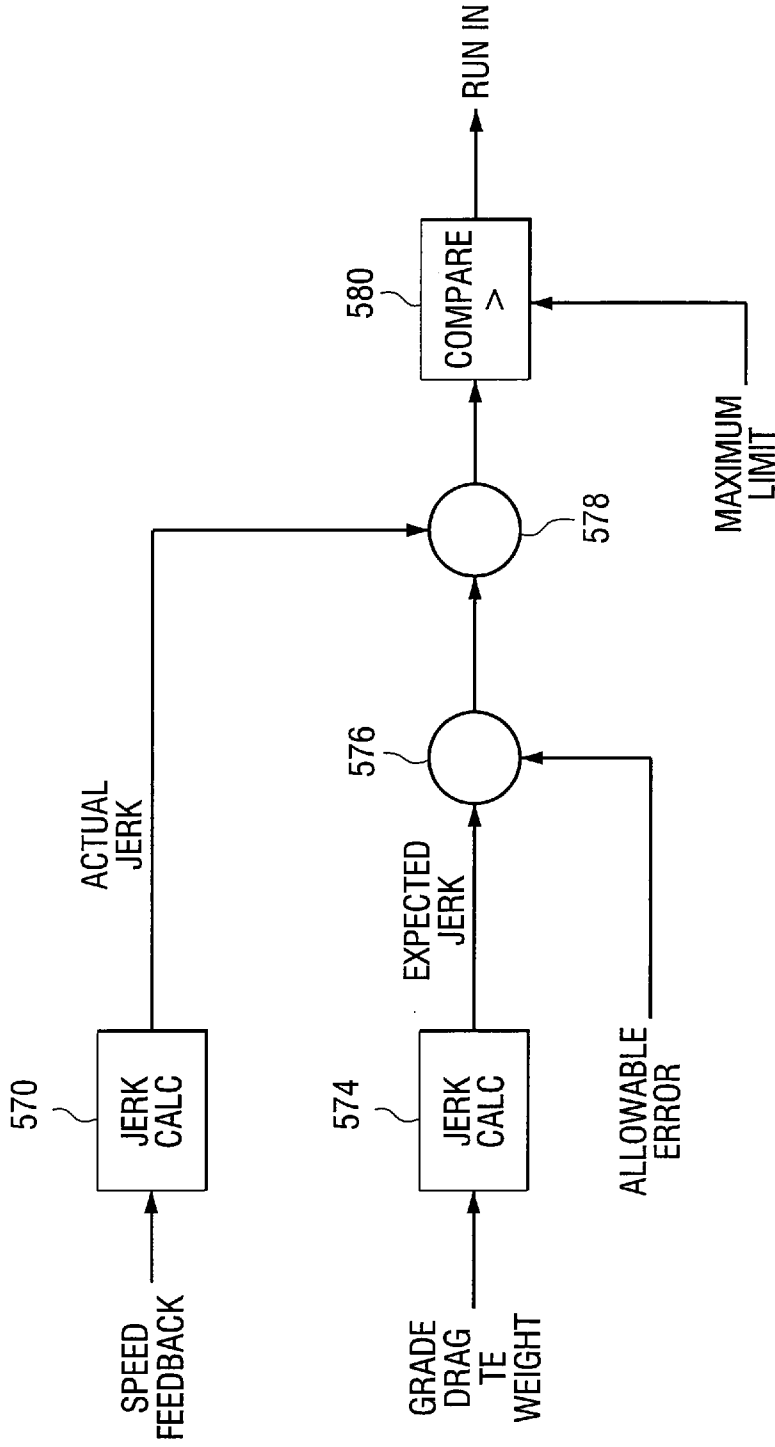 SPEED
FEEDBACK
570
JERK
CALC
ACTUAL
JERK
GRADE
DRAG
TE
WEIGHT
574
JERK
CALC
EXPECTED
JERK
ALLOWABLE
ERROR
576
578
580
COMPARE
>
MAXIMUM
LIMIT
RUN IN